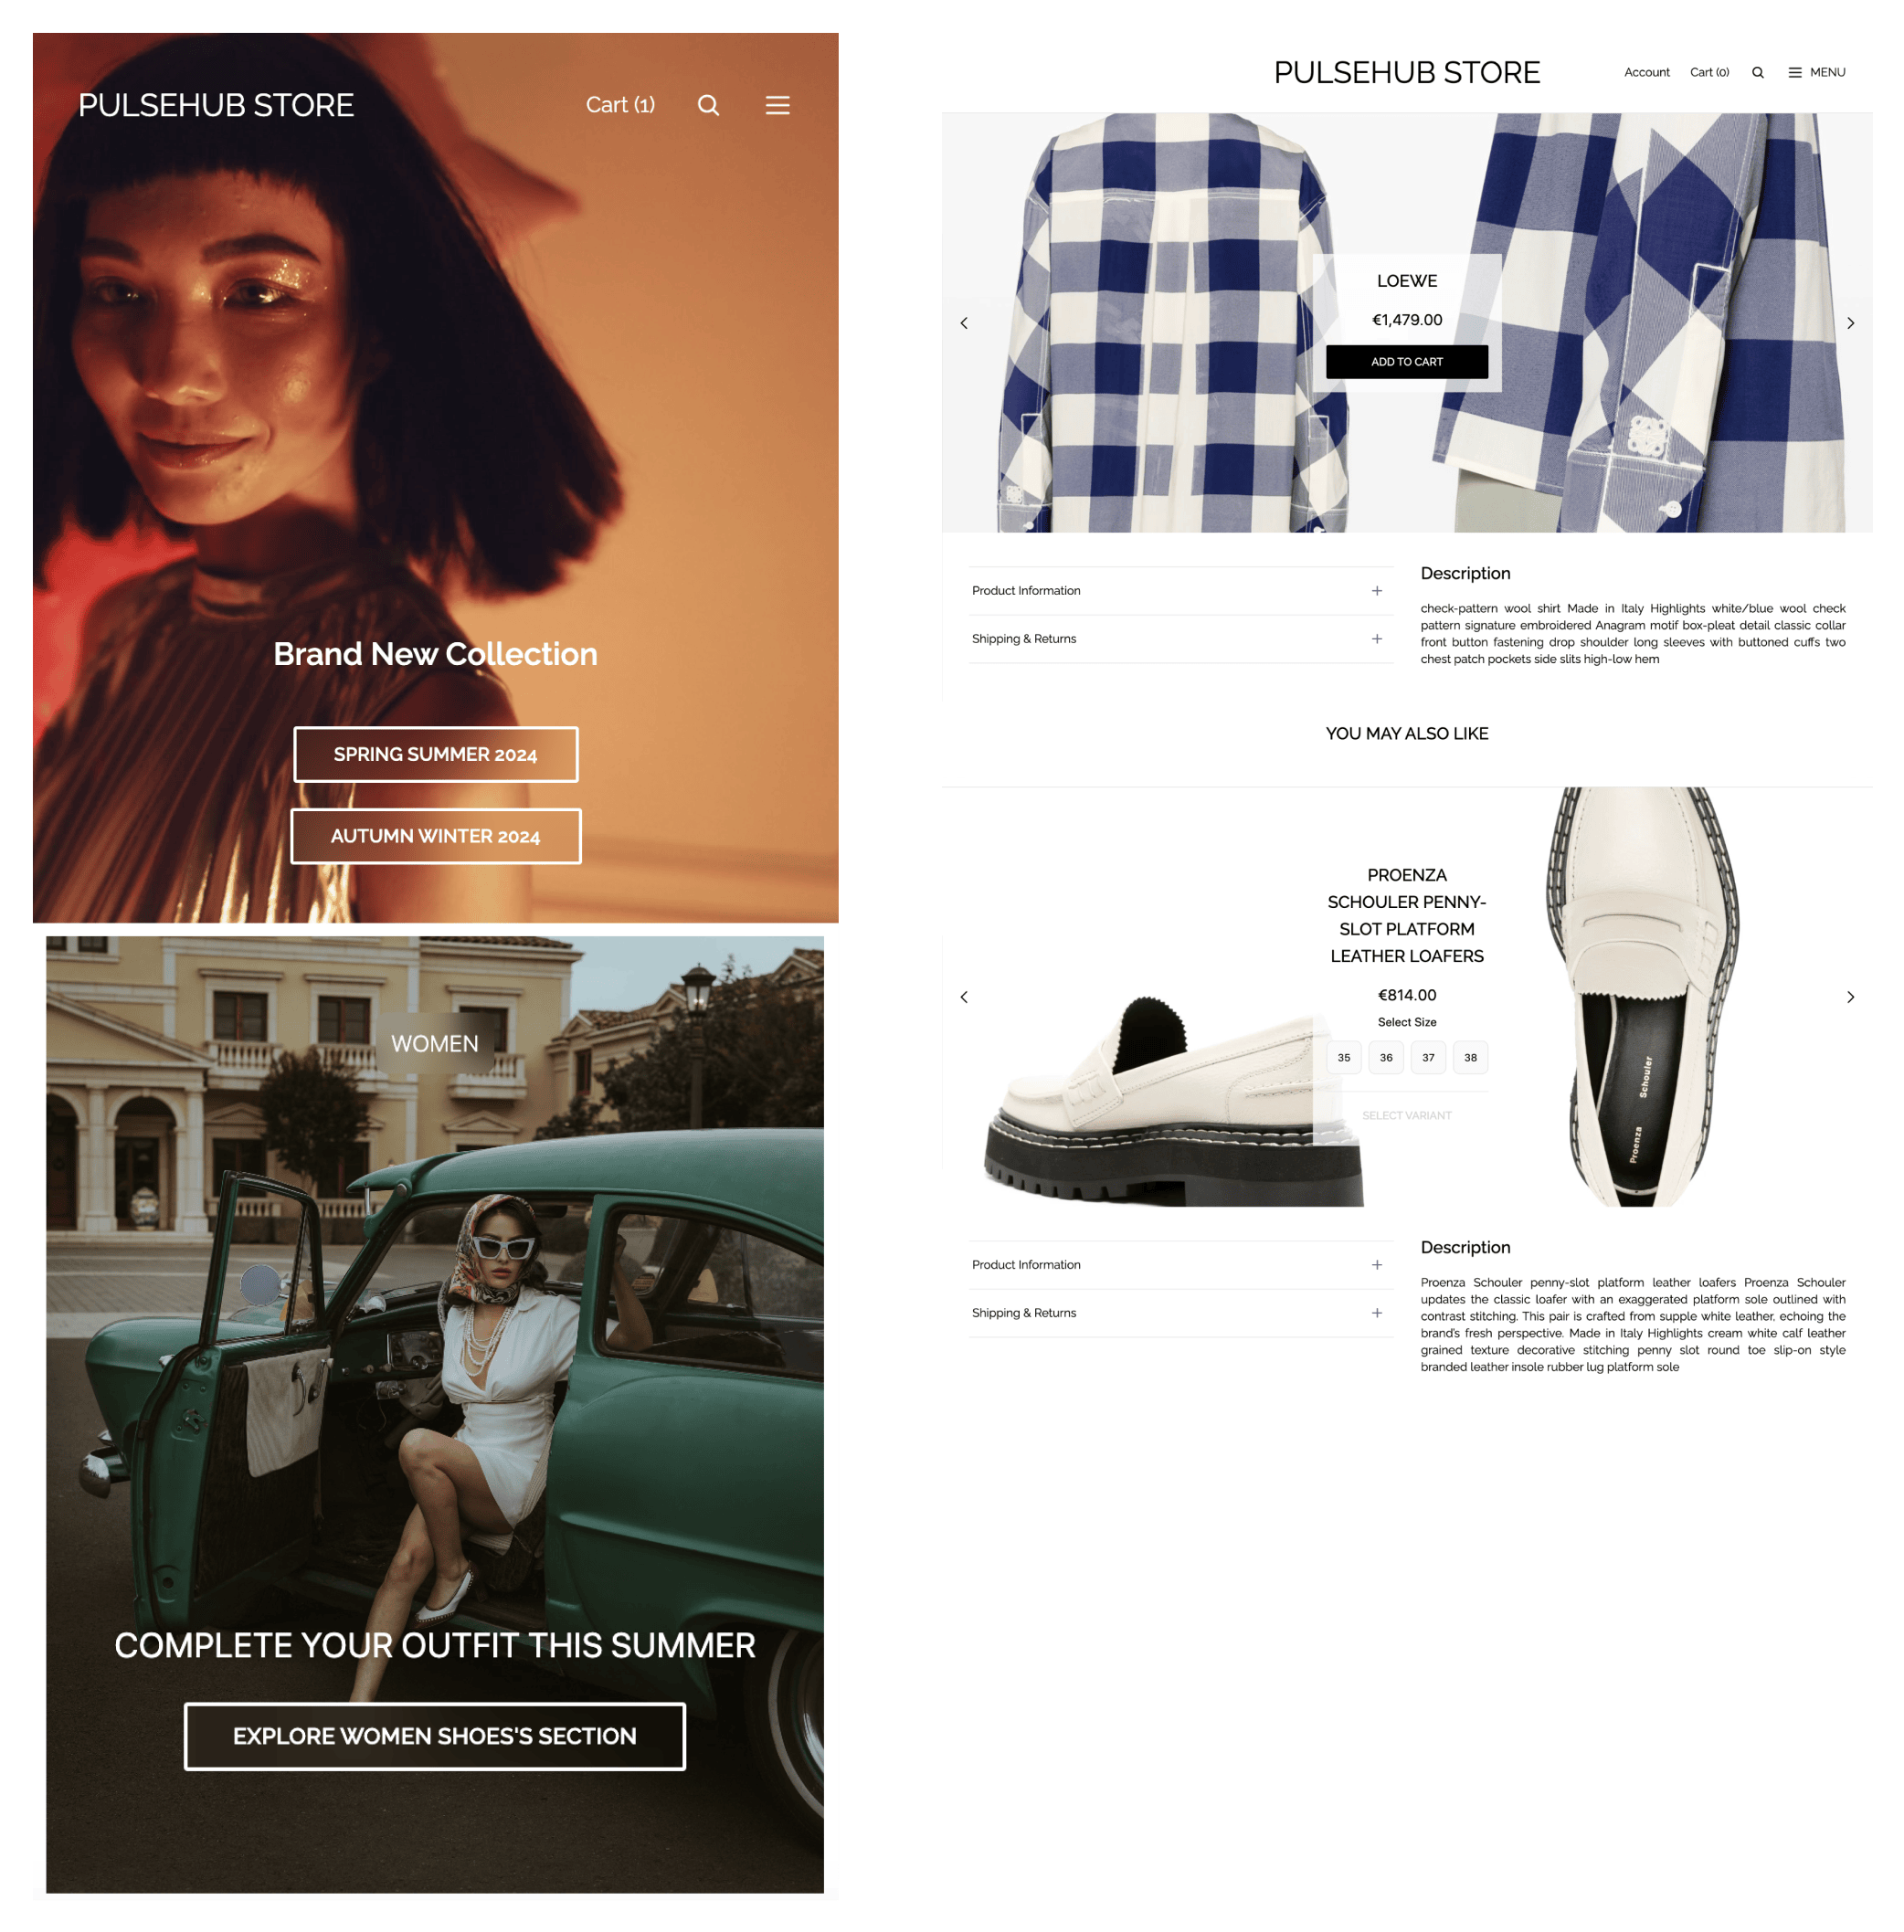 PULSEHUB STORE
Cart (1)
Brand New Collection
SPRING SUMMER 2024
AUTUMN WINTER 2024
WOMEN
COMPLETE YOUR OUTFIT THIS SUMMER
EXPLORE WOMEN SHOES'S SECTION
PULSEHUB STORE
Account
Cart (0)
MENU
LOEWE
€1,479.00
ADD TO CART
Product Information
Shipping & Returns
Description
check-pattern wool shirt Made in Italy Highlights white/blue wool check
pattern signature embroidered Anagram motif box-pleat detail classic collar
front button fastening drop shoulder long sleeves with buttoned cuffs two
chest patch pockets side slits high-low hem
YOU MAY ALSO LIKE
PROENZA
SCHOULER PENNY-
SLOT PLATFORM
LEATHER LOAFERS
€814.00
Select Size
35
36
37
38
SELECT VARIANT
Proenza Schouler
Product Information
Shipping & Returns
Description
Proenza Schouler penny-slot platform leather loafers Proenza Schouler
updates the classic loafer with an exaggerated platform sole outlined with
contrast stitching. This pair is crafted from supple white leather, echoing the
brand's fresh perspective. Made in Italy Highlights cream white calf leather
grained texture decorative stitching penny slot round toe slip-on style
branded leather insole rubber lug platform sole